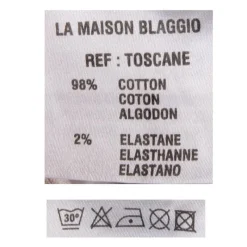 LA MAISON BLAGGIO
REF : TOSCANE
98% COTTON
COTON
ALGODON
2% ELASTANE
ELASTHANNE
ELASTANO
30°